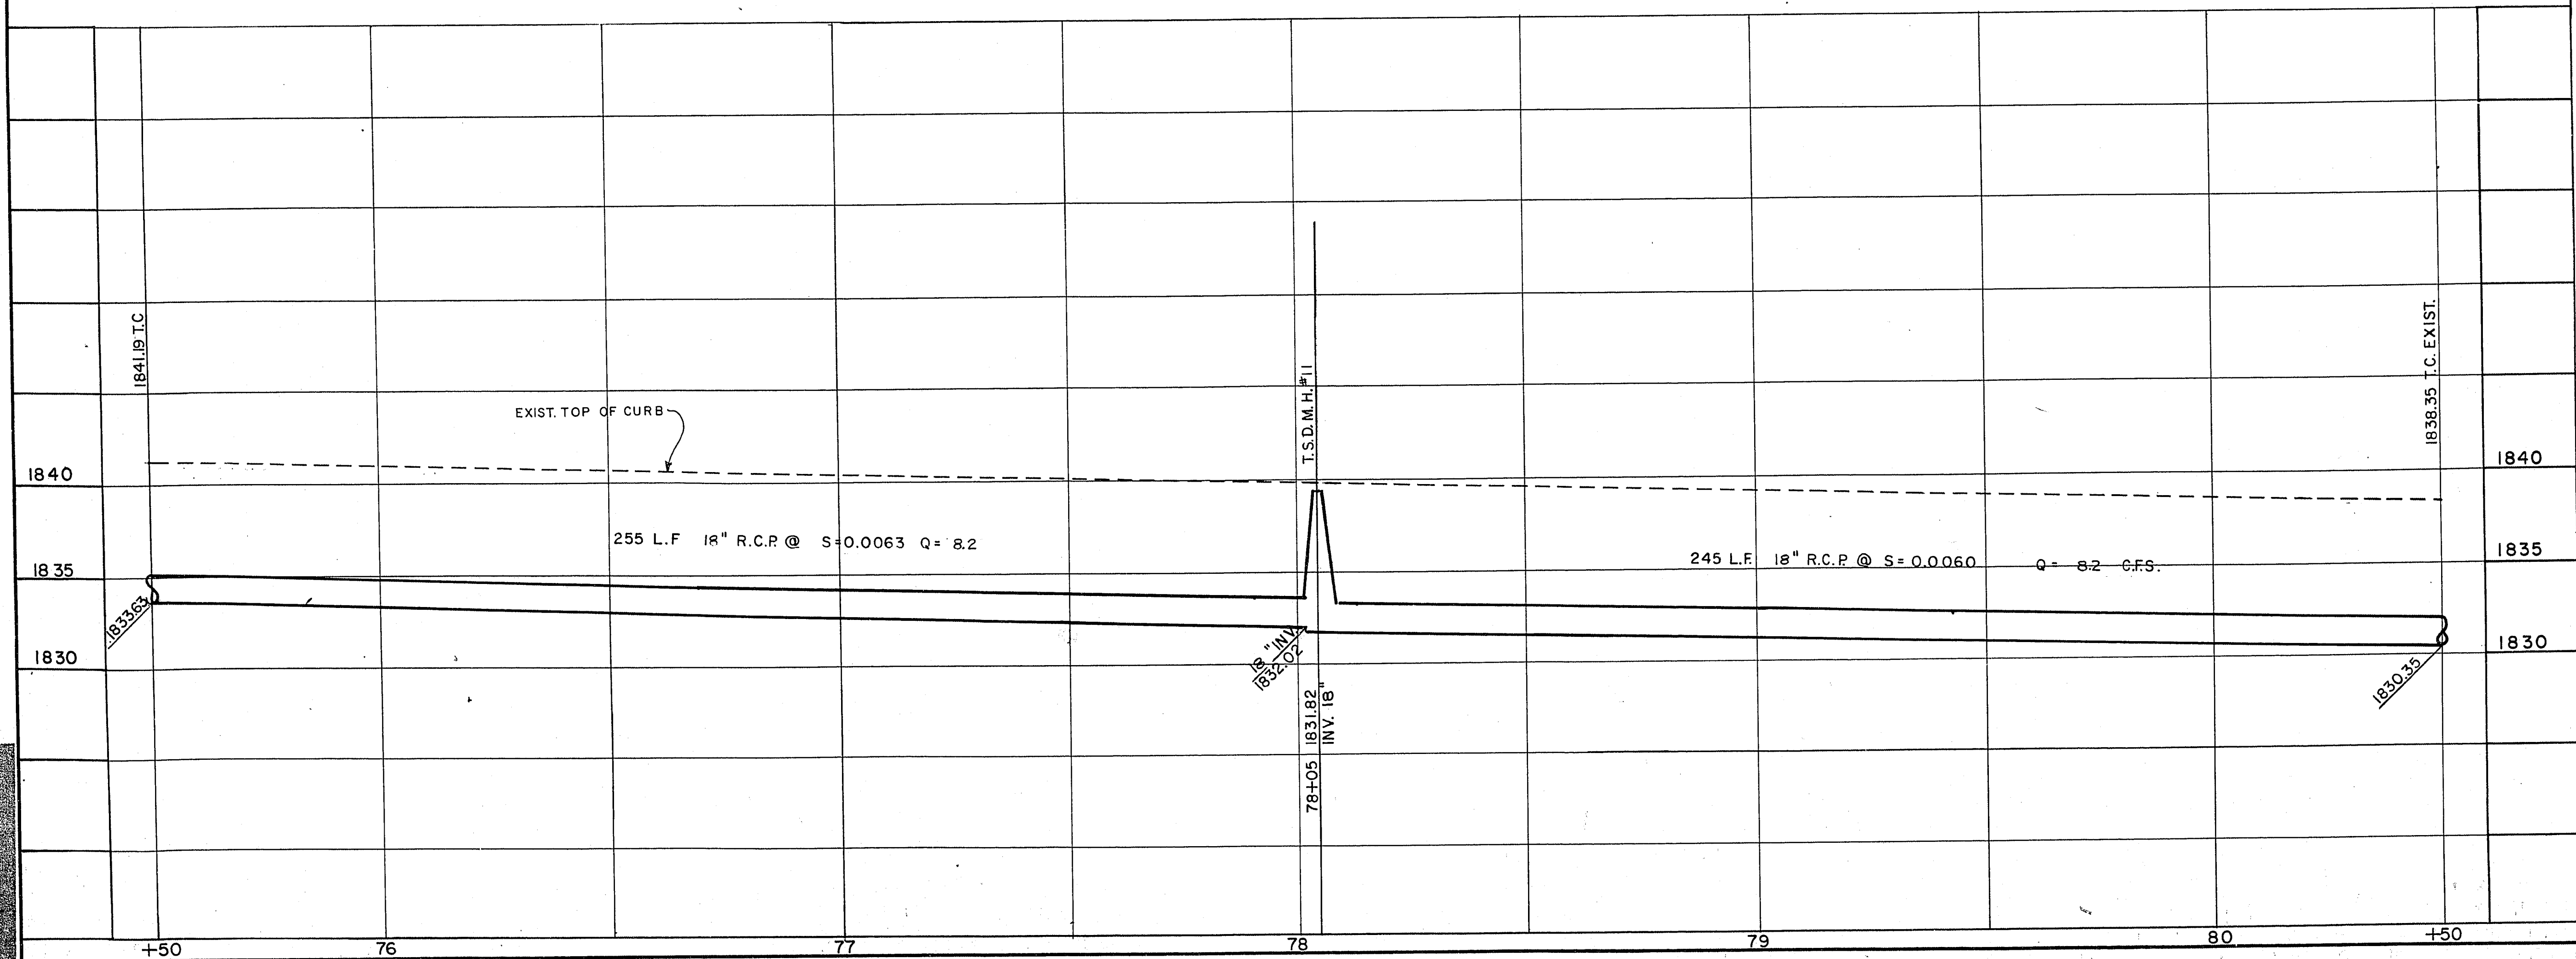 1841.19 T.C
T.S.D.M.H. #11
1838.35 T.C. EXIST.
EXIST. TOP OF CURB
1840
1840
255 L.F 18" R.C.P. @ S=0.0063 Q= 8.2
245 L.F. 18" R.C.P. @ S= 0.0060 Q= 8.2 C.F.S.
1835
1835
1833.63
18" INV.
1832.02
1830
1830
1830.35
78+05 1831.82
INV. 18"
+50 76 77 78 79 80 +50